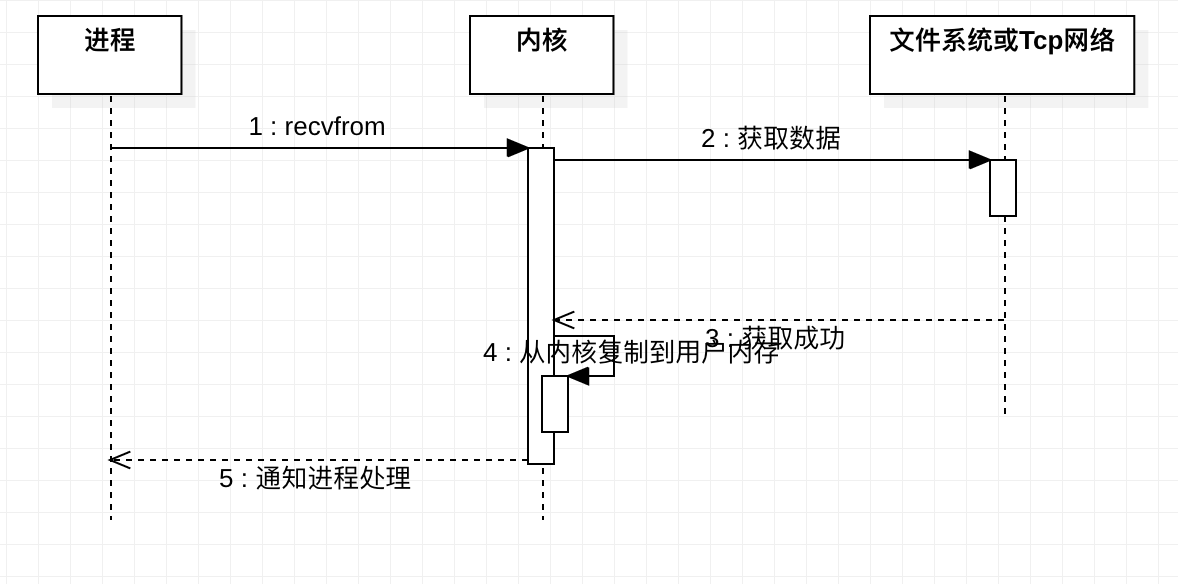 进程
内核
文件系统或Tcp网络
1 : recvfrom
2 : 获取数据
3 : 获取成功
4 : 从内核复制到用户内存
5 : 通知进程处理